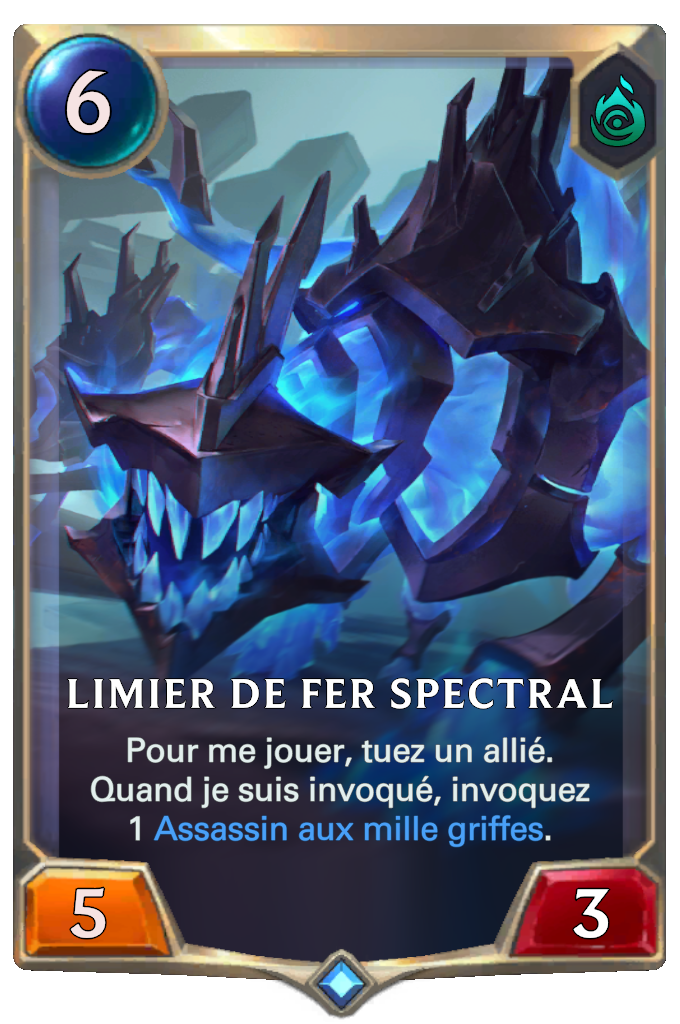 6
LIMIER DE FER SPECTRAL
Pour me jouer, tuez un allié.
Quand je suis invoqué, invoquez
1 Assassin aux mille griffes.
5
3